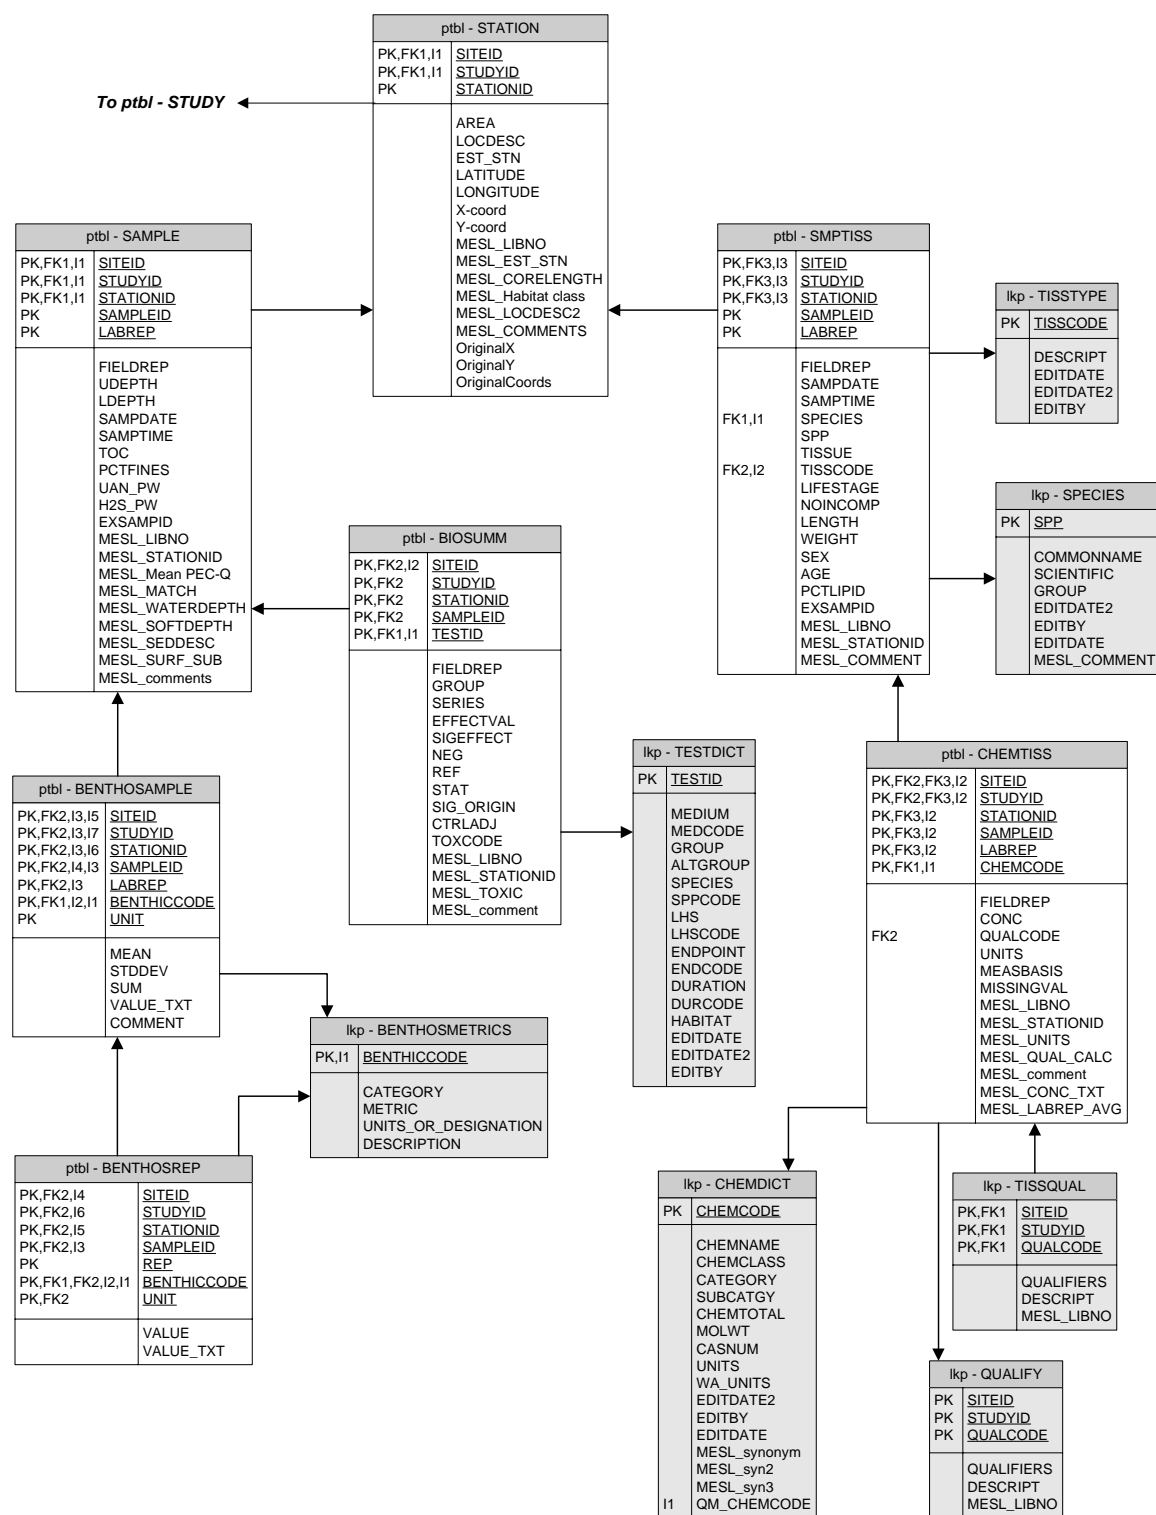 ptbl - STATION
PK,FK1,I1 SITEID
PK,FK1,I1 STUDYID
PK STATIONID
AREA
LOCDESC
EST_STN
LATITUDE
LONGITUDE
X-coord
Y-coord
MESL_LIBNO
MESL_EST_STN
MESL_CORELENGTH
MESL_Habitat class
MESL_LOCDESC2
MESL_COMMENTS
OriginalX
OriginalY
OriginalCoords
To ptbl - STUDY
ptbl - SAMPLE
PK,FK1,I1 SITEID
PK,FK1,I1 STUDYID
PK,FK1,I1 STATIONID
PK SAMPLEID
PK LABREP
FIELDREP
UDEPTH
LDEPTH
SAMPDATE
SAMPTIME
TOC
PCTFINES
UAN_PW
H2S_PW
EXSAMPID
MESL_LIBNO
MESL_STATIONID
MESL_Mean PEC-Q
MESL_MATCH
MESL_WATERDEPTH
MESL_SOFTDEPTH
MESL_SEDDESC
MESL_SURF_SUB
MESL_comments
ptbl - SMPTISS
PK,FK3,I3 SITEID
PK,FK3,I3 STUDYID
PK,FK3,I3 STATIONID
PK SAMPLEID
PK LABREP
FIELDREP
SAMPDATE
SAMPTIME
FK1,I1 SPECIES
SPP
TISSUE
FK2,I2 TISSCODE
LIFESTAGE
NOINCOMP
LENGTH
WEIGHT
SEX
AGE
PCTLIPID
EXSAMPID
MESL_LIBNO
MESL_STATIONID
MESL_COMMENT
lkp - TISSTYPE
PK TISSCODE
DESCRIPT
EDITDATE
EDITDATE2
EDITBY
lkp - SPECIES
PK SPP
COMMONNAME
SCIENTIFIC
GROUP
EDITDATE2
EDITBY
EDITDATE
MESL_COMMENT
ptbl - BIOSUMM
PK,FK2,I2 SITEID
PK,FK2 STUDYID
PK,FK2 STATIONID
PK,FK2 SAMPLEID
PK,FK1,I1 TESTID
FIELDREP
GROUP
SERIES
EFFECTVAL
SIGEFFECT
NEG
REF
STAT
SIG_ORIGIN
CTRLADJ
TOXCODE
MESL_LIBNO
MESL_STATIONID
MESL_TOXIC
MESL_comment
lkp - TESTDICT
PK TESTID
MEDIUM
MEDCODE
GROUP
ALTGROUP
SPECIES
SPPCODE
LHS
LHSCODE
ENDPOINT
ENDCODE
DURATION
DURCODE
HABITAT
EDITDATE
EDITDATE2
EDITBY
ptbl - CHEMTISS
PK,FK2,FK3,I2 SITEID
PK,FK2,FK3,I2 STUDYID
PK,FK3,I2 STATIONID
PK,FK3,I2 SAMPLEID
PK,FK3,I2 LABREP
PK,FK1,I1 CHEMCODE
FIELDREP
CONC
FK2 QUALCODE
UNITS
MEASBASIS
MISSINGVAL
MESL_LIBNO
MESL_STATIONID
MESL_UNITS
MESL_QUAL_CALC
MESL_comment
MESL_CONC_TXT
MESL_LABREP_AVG
ptbl - BENTHOSAMPLE
PK,FK2,I3,I5 SITEID
PK,FK2,I3,I7 STUDYID
PK,FK2,I3,I6 STATIONID
PK,FK2,I4,I3 SAMPLEID
PK,FK2,I3 LABREP
PK,FK1,I2,I1 BENTHICCODE
PK UNIT
MEAN
STDDEV
SUM
VALUE_TXT
COMMENT
lkp - BENTHOSMETRICS
PK,I1 BENTHICCODE
CATEGORY
METRIC
UNITS_OR_DESIGNATION
DESCRIPTION
ptbl - BENTHOSREP
PK,FK2,I4 SITEID
PK,FK2,I6 STUDYID
PK,FK2,I5 STATIONID
PK,FK2,I3 SAMPLEID
PK REP
PK,FK1,FK2,I2,I1 BENTHICCODE
PK,FK2 UNIT
VALUE
VALUE_TXT
lkp - CHEMDICT
PK CHEMCODE
CHEMNAME
CHEMCLASS
CATEGORY
SUBCATGY
CHEMTOTAL
MOLWT
CASNUM
UNITS
WA_UNITS
EDITDATE2
EDITBY
EDITDATE
MESL_synonym
MESL_syn2
MESL_syn3
I1 QM_CHEMCODE
lkp - TISSQUAL
PK,FK1 SITEID
PK,FK1 STUDYID
PK,FK1 QUALCODE
QUALIFIERS
DESCRIPT
MESL_LIBNO
lkp - QUALIFY
PK SITEID
PK STUDYID
PK QUALCODE
QUALIFIERS
DESCRIPT
MESL_LIBNO